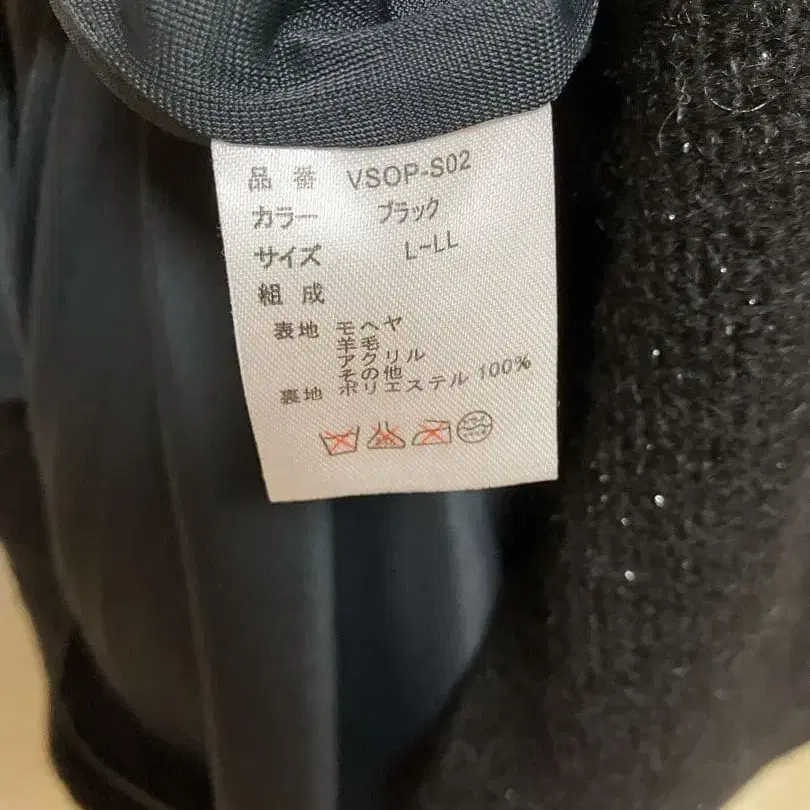 品 番 VSOP-S02
カラー ブラック
サイズ L~LL
組 成
表地 モヘヤ
羊毛
アクリル
その他
裏地 ポリエステル 100%